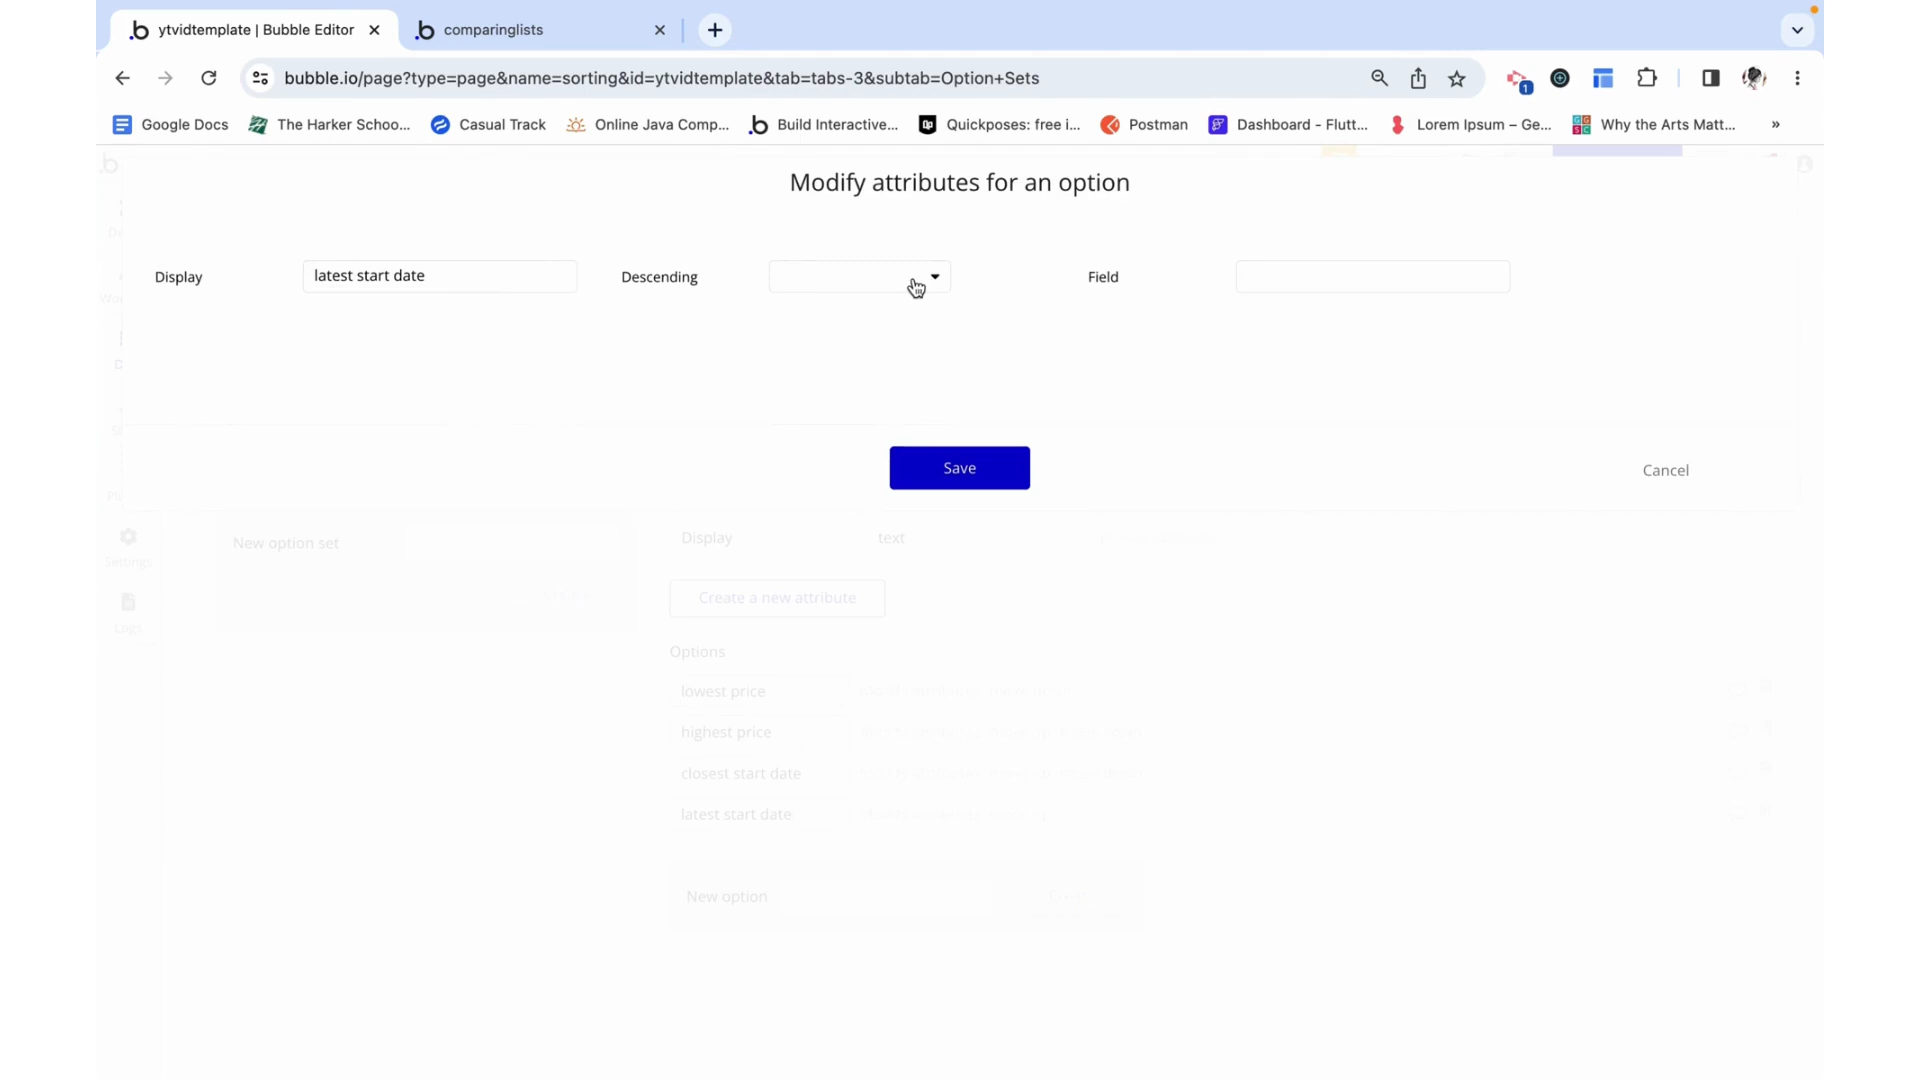 ytvidtemplate | Bubble Editor
comparinglists
bubble.io/page?type=page&name=sorting&id=ytvidtemplate&tab=tabs-3&subtab=Option+Sets
1
Google Docs
The Harker Schoo...
Casual Track
Online Java Comp...
Build Interactive...
Quickposes: free i...
Postman
Dashboard - Flutt...
Lorem Ipsum – Ge...
Why the Arts Matt...
»
Modify attributes for an option
Display
latest start date
Descending
Field
Save
Cancel
Settings
Logs
New option set
Display
text
Create a new attribute
Options
lowest price
highest price
closest start date
latest start date
New option